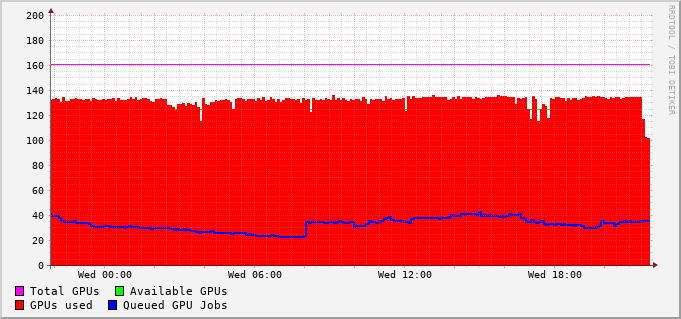 RRDTOOL / TOBI OETIKER
200
180
160
140
120
100
80
60
40
20
0
Wed 00:00 Wed 06:00 Wed 12:00 Wed 18:00
Total GPUs Available GPUs
GPUs used Queued GPU Jobs